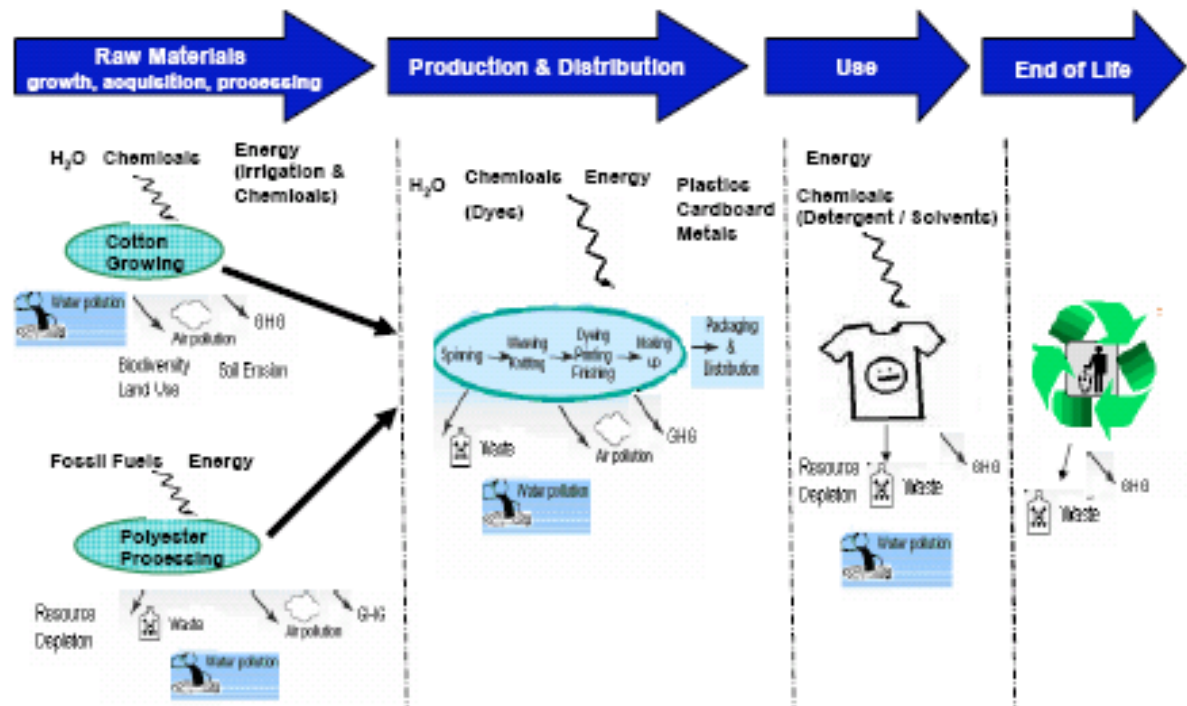 Raw Materials
growth, acquisition, processing
Production & Distribution
Use
End of Life
H₂O Chemicals
Energy
(Irrigation &
Chemicals)
Cotton
Growing
Water pollution
Air pollution
GHG
Biodiversity
Land Use
Soil Erosion
Fossil Fuels Energy
Polyester
Processing
Resource
Depletion
Waste
Air pollution
GHG
Water pollution
H₂O
Chemicals
(Dyes)
Energy
Plastics
Cardboard
Metals
Spinning
Weaving
Knitting
Dyeing
Printing
Finishing
Making
up
Packaging
&
Distribution
Waste
Air pollution
GHG
Water pollution
Energy
Chemicals
(Detergent / Solvents)
Resource
Depletion
Waste
GHG
Water pollution
Waste
GHG